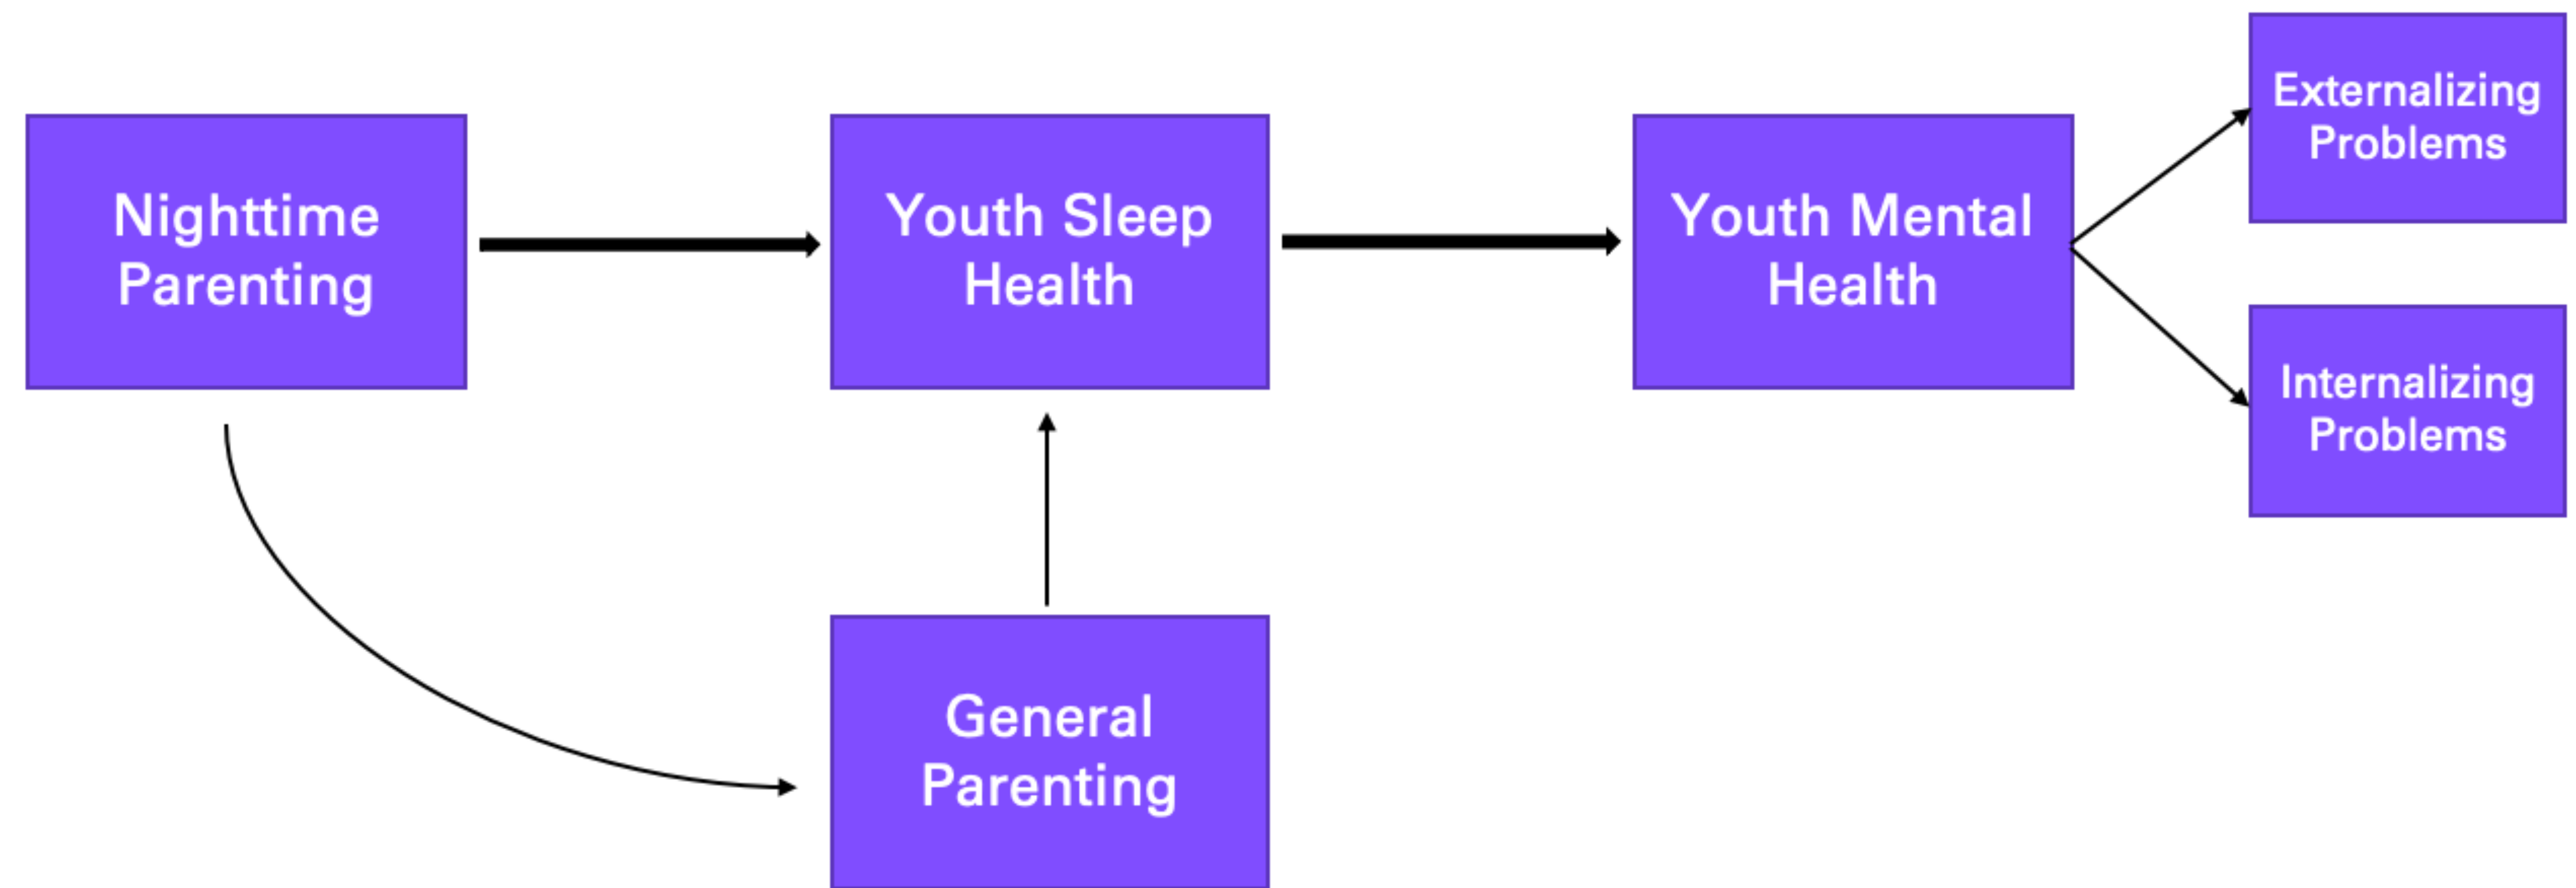 Nighttime
Parenting
Youth Sleep
Health
Youth Mental
Health
Externalizing
Problems
Internalizing
Problems
General
Parenting